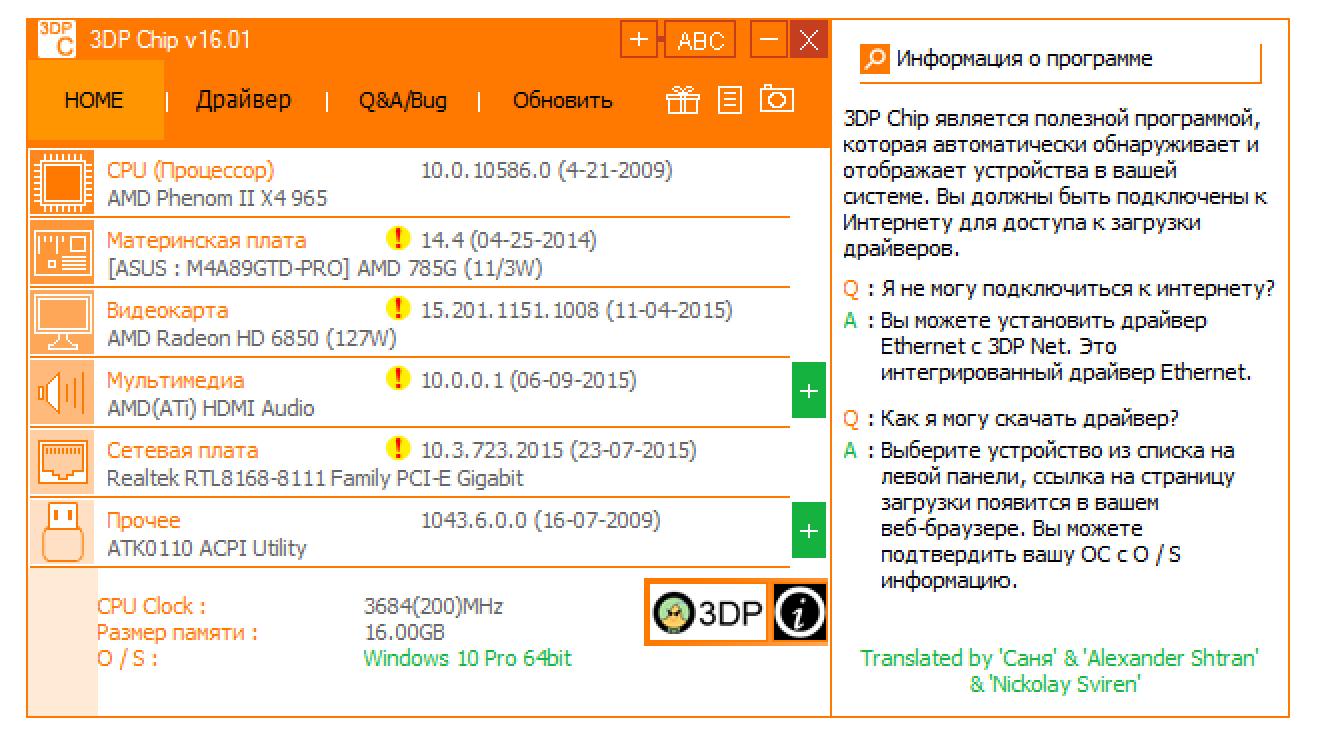 3DP
C
3DP Chip v16.01
+ ABC
HOME | Драйвер | Q&A/Bug | Обновить
CPU (Процессор) 10.0.10586.0 (4-21-2009)
AMD Phenom II X4 965
Материнская плата ! 14.4 (04-25-2014)
[ASUS : M4A89GTD-PRO] AMD 785G (11/3W)
Видеокарта ! 15.201.1151.1008 (11-04-2015)
AMD Radeon HD 6850 (127W)
Мультимедиа ! 10.0.0.1 (06-09-2015)
+
AMD(ATi) HDMI Audio
Сетевая плата ! 10.3.723.2015 (23-07-2015)
Realtek RTL8168-8111 Family PCI-E Gigabit
Прочее 1043.6.0.0 (16-07-2009)
+
ATK0110 ACPI Utility
CPU Clock : 3684(200)MHz
Размер памяти : 16.00GB
O / S : Windows 10 Pro 64bit
3DP i
Информация о программе
3DP Chip является полезной программой,
которая автоматически обнаруживает и
отображает устройства в вашей
системе. Вы должны быть подключены к
Интернету для доступа к загрузки
драйверов.
Q : Я не могу подключиться к интернету?
A : Вы можете установить драйвер
Ethernet с 3DP Net. Это
интегрированный драйвер Ethernet.
Q : Как я могу скачать драйвер?
A : Выберите устройство из списка на
левой панели, ссылка на страницу
загрузки появится в вашем
веб-браузере. Вы можете
подтвердить вашу ОС с O / S
информацию.
Translated by 'Саня' & 'Alexander Shtran'
& 'Nickolay Sviren'